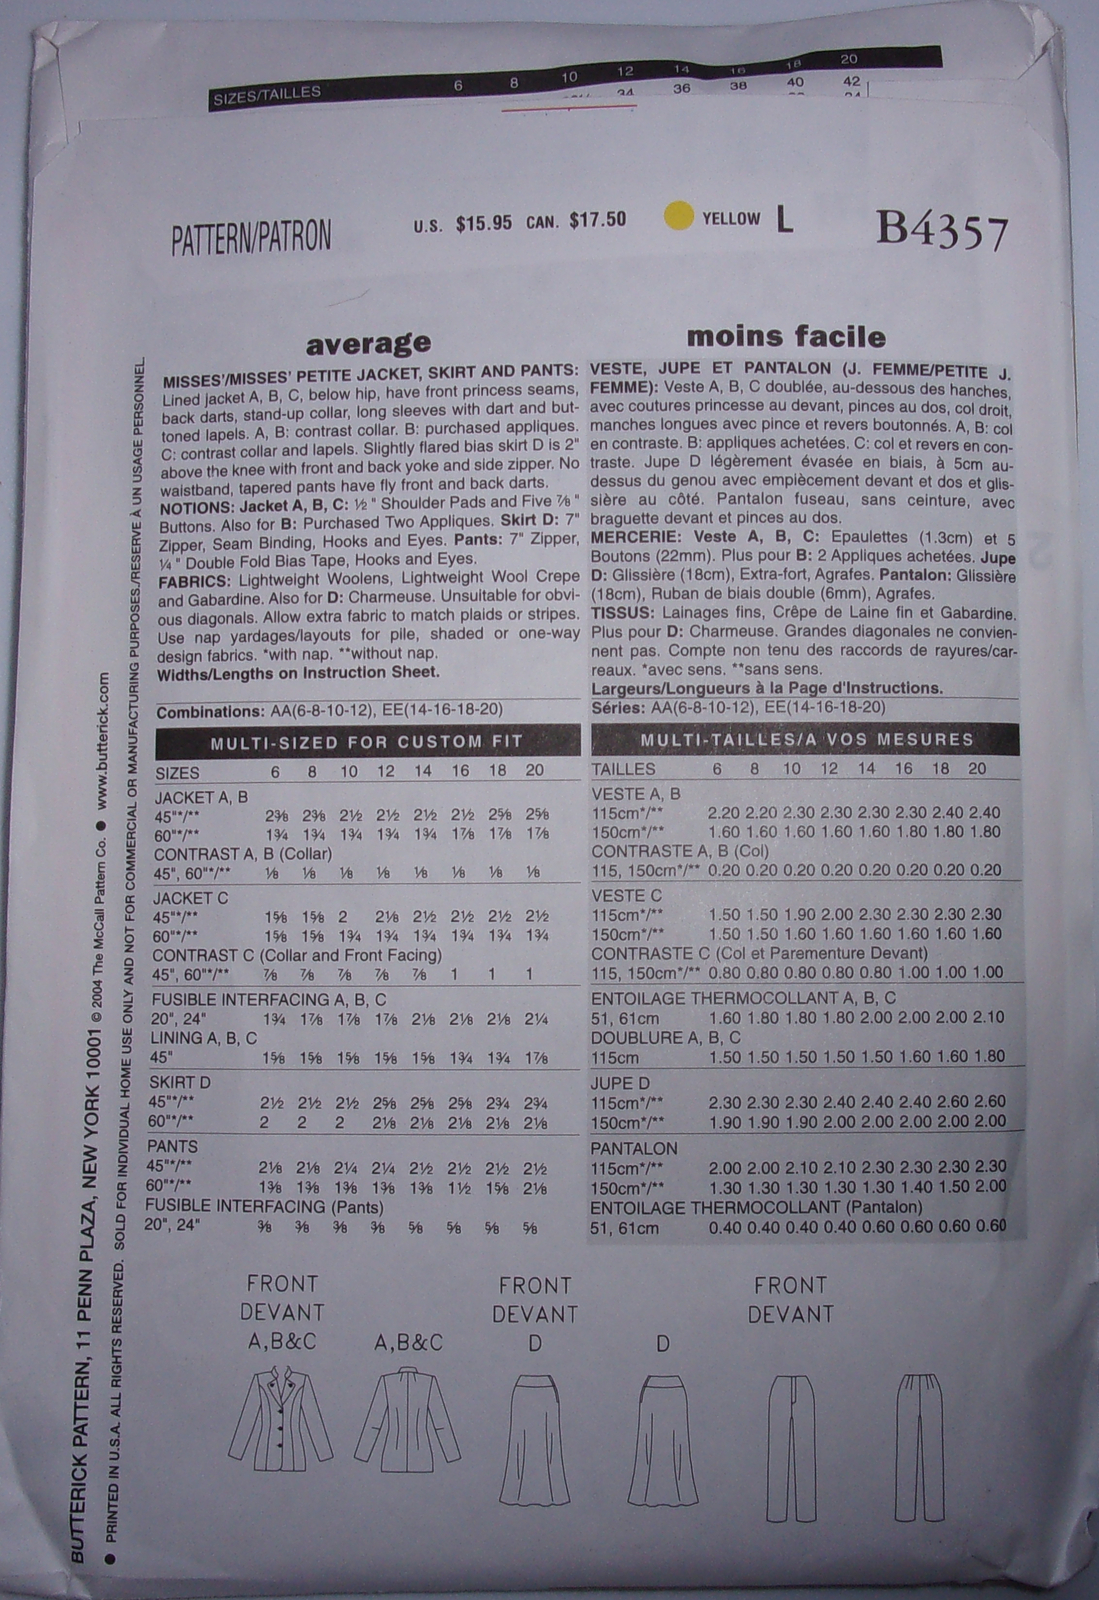 SIZES/TAILLES 6 8 10 12 14 16 18 20
34 36 38 40 42
PATTERN/PATRON U.S. $15.95 CAN. $17.50 YELLOW L B4357
average
MISSES'/MISSES' PETITE JACKET, SKIRT AND PANTS:
Lined jacket A, B, C, below hip, have front princess seams,
back darts, stand-up collar, long sleeves with dart and but-
toned lapels. A, B: contrast collar. B: purchased appliques.
C: contrast collar and lapels. Slightly flared bias skirt D is 2"
above the knee with front and back yoke and side zipper. No
waistband, tapered pants have fly front and back darts.
NOTIONS: Jacket A, B, C: ½ " Shoulder Pads and Five ⅞ "
Buttons. Also for B: Purchased Two Appliques. Skirt D: 7"
Zipper, Seam Binding, Hooks and Eyes. Pants: 7" Zipper,
¼ " Double Fold Bias Tape, Hooks and Eyes.
FABRICS: Lightweight Woolens, Lightweight Wool Crepe
and Gabardine. Also for D: Charmeuse. Unsuitable for obvi-
ous diagonals. Allow extra fabric to match plaids or stripes.
Use nap yardages/layouts for pile, shaded or one-way
design fabrics. *with nap. **without nap.
Widths/Lengths on Instruction Sheet.
Combinations: AA(6-8-10-12), EE(14-16-18-20)
MULTI-SIZED FOR CUSTOM FIT
SIZES 6 8 10 12 14 16 18 20
JACKET A, B
45"*/** 2⅜ 2⅜ 2½ 2½ 2½ 2½ 2⅝ 2⅝
60"*/** 1¾ 1¾ 1¾ 1¾ 1¾ 1⅞ 1⅞ 1⅞
CONTRAST A, B (Collar)
45", 60"*/** ⅛ ⅛ ⅛ ⅛ ⅛ ⅛ ⅛ ⅛
JACKET C
45"*/** 1⅝ 1⅝ 2 2⅛ 2½ 2½ 2½ 2½
60"*/** 1⅝ 1⅝ 1¾ 1¾ 1¾ 1¾ 1¾ 1¾
CONTRAST C (Collar and Front Facing)
45", 60"*/** ⅞ ⅞ ⅞ ⅞ ⅞ 1 1 1
FUSIBLE INTERFACING A, B, C
20", 24" 1¾ 1⅞ 1⅞ 1⅞ 2⅛ 2⅛ 2⅛ 2¼
LINING A, B, C
45" 1⅝ 1⅝ 1⅝ 1⅝ 1⅝ 1¾ 1¾ 1⅞
SKIRT D
45"*/** 2½ 2½ 2½ 2⅝ 2⅝ 2⅝ 2¾ 2¾
60"*/** 2 2 2 2⅛ 2⅛ 2⅛ 2⅛ 2⅛
PANTS
45"*/** 2⅛ 2⅛ 2¼ 2¼ 2½ 2½ 2½ 2½
60"*/** 1⅜ 1⅜ 1⅜ 1⅜ 1⅜ 1½ 1⅝ 2⅛
FUSIBLE INTERFACING (Pants)
20", 24" ⅜ ⅜ ⅜ ⅜ ⅝ ⅝ ⅝ ⅝
moins facile
VESTE, JUPE ET PANTALON (J. FEMME/PETITE J.
FEMME): Veste A, B, C doublée, au-dessous des hanches,
avec coutures princesse au devant, pinces au dos, col droit,
manches longues avec pince et revers boutonnés. A, B: col
en contraste. B: appliques achetées. C: col et revers en con-
traste. Jupe D légèrement évasée en biais, à 5cm au-
dessus du genou avec empiècement devant et dos et glis-
sière au côté. Pantalon fuseau, sans ceinture, avec
braguette devant et pinces au dos.
MERCERIE: Veste A, B, C: Epaulettes (1.3cm) et 5
Boutons (22mm). Plus pour B: 2 Appliques achetées. Jupe
D: Glissière (18cm), Extra-fort, Agrafes. Pantalon: Glissière
(18cm), Ruban de biais double (6mm), Agrafes.
TISSUS: Lainages fins, Crêpe de Laine fin et Gabardine.
Plus pour D: Charmeuse. Grandes diagonales ne convien-
nent pas. Compte non tenu des raccords de rayures/car-
reaux. *avec sens. **sans sens.
Largeurs/Longueurs à la Page d'Instructions.
Séries: AA(6-8-10-12), EE(14-16-18-20)
MULTI-TAILLES/A VOS MESURES
TAILLES 6 8 10 12 14 16 18 20
VESTE A, B
115cm*/** 2.20 2.20 2.30 2.30 2.30 2.30 2.40 2.40
150cm*/** 1.60 1.60 1.60 1.60 1.60 1.80 1.80 1.80
CONTRASTE A, B (Col)
115, 150cm*/** 0.20 0.20 0.20 0.20 0.20 0.20 0.20 0.20
VESTE C
115cm*/** 1.50 1.50 1.90 2.00 2.30 2.30 2.30 2.30
150cm*/** 1.50 1.50 1.60 1.60 1.60 1.60 1.60 1.60
CONTRASTE C (Col et Parementure Devant)
115, 150cm*/** 0.80 0.80 0.80 0.80 0.80 1.00 1.00 1.00
ENTOILAGE THERMOCOLLANT A, B, C
51, 61cm 1.60 1.80 1.80 1.80 2.00 2.00 2.00 2.10
DOUBLURE A, B, C
115cm 1.50 1.50 1.50 1.50 1.50 1.60 1.60 1.80
JUPE D
115cm*/** 2.30 2.30 2.30 2.40 2.40 2.40 2.60 2.60
150cm*/** 1.90 1.90 1.90 2.00 2.00 2.00 2.00 2.00
PANTALON
115cm*/** 2.00 2.00 2.10 2.10 2.30 2.30 2.30 2.30
150cm*/** 1.30 1.30 1.30 1.30 1.30 1.40 1.50 2.00
ENTOILAGE THERMOCOLLANT (Pantalon)
51, 61cm 0.40 0.40 0.40 0.40 0.60 0.60 0.60 0.60
FRONT FRONT FRONT
DEVANT DEVANT DEVANT
A,B&C A,B&C D D
BUTTERICK PATTERN, 11 PENN PLAZA, NEW YORK 10001 © 2004 The McCall Pattern Co. ● www.butterick.com
● PRINTED IN U.S.A. ALL RIGHTS RESERVED. SOLD FOR INDIVIDUAL HOME USE ONLY AND NOT FOR COMMERCIAL OR MANUFACTURING PURPOSES./RESERVE À UN USAGE PERSONNEL